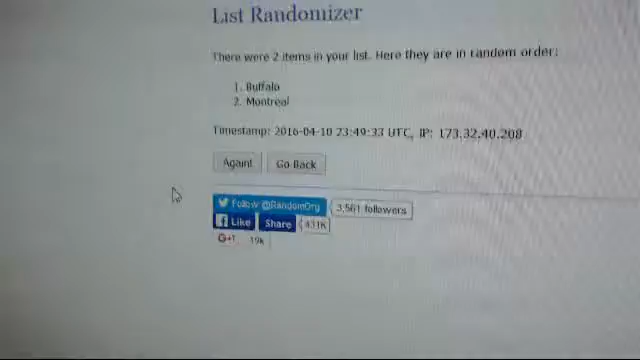 List Randomizer
There were 2 items in your list. Here they are in random order:
1. Buffalo
2. Montreal
Timestamp: 2016-04-10 23:49:33 UTC, IP: 173.32.40.208
Again! Go Back
Follow @RandomOrg 3,561 followers
Like Share 431K
G+1 19k